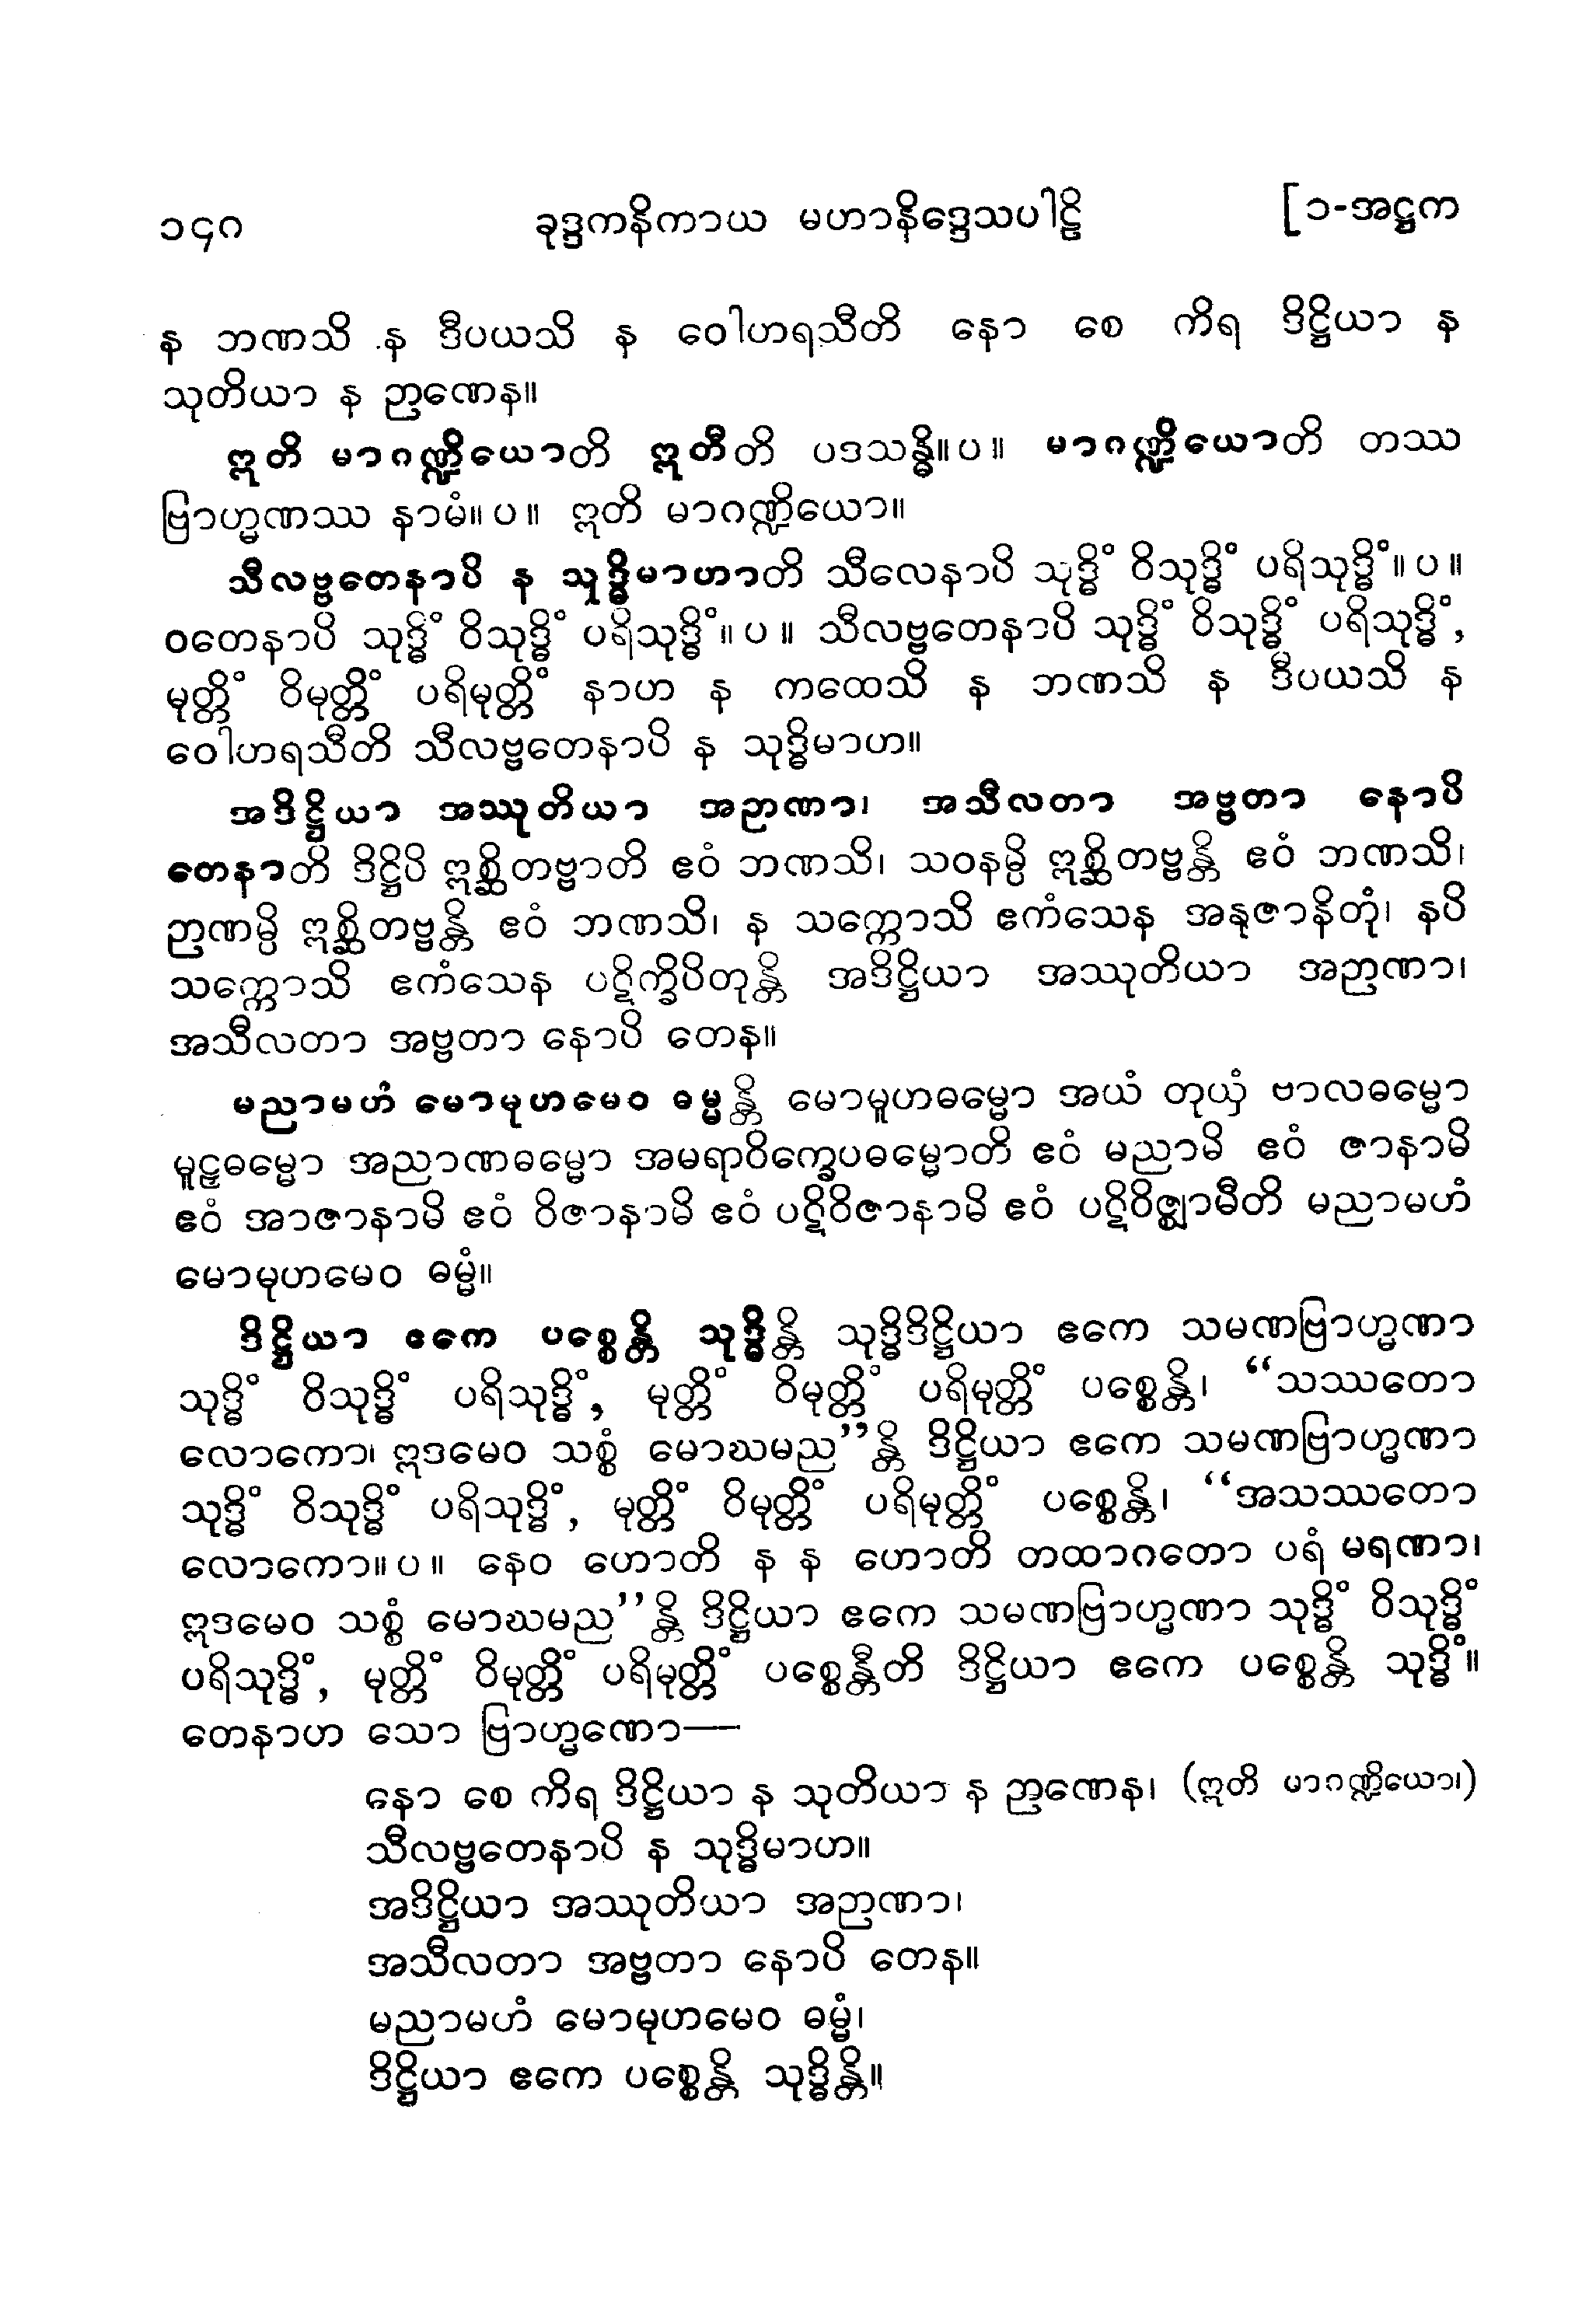 ၁၄၈ ခုဒ္ဒကနိကာယ မဟာနိဒ္ဒေသပါဠိ [၁-အဋ္ဌက
န ဘဏသိ န ဒီပယသိ န ဝေါဟရသီတိ နော စေ ကိရ ဒိဋ္ဌိယာ န
သုတိယာ န ဉာဏေန။
ဣတိ မာဂဏ္ဍိယောတိ ဣတီတိ ပဒသန္ဓိ။ပ။ မာဂဏ္ဍိယောတိ တဿ
ဗြာဟ္မဏဿ နာမံ။ပ။ ဣတိ မာဂဏ္ဍိယော။
သီလဗ္ဗတေနာပိ န သုဒ္ဓိမာဟာတိ သီလေနာပိ သုဒ္ဓိံ ဝိသုဒ္ဓိံ ပရိသုဒ္ဓိံ။ပ။
ဝတေနာပိ သုဒ္ဓိံ ဝိသုဒ္ဓိံ ပရိသုဒ္ဓိံ။ပ။ သီလဗ္ဗတေနာပိ သုဒ္ဓိံ ဝိသုဒ္ဓိံ ပရိသုဒ္ဓိံ,
မုတ္တိံ ဝိမုတ္တိံ ပရိမုတ္တိံ နာဟ န ကထေသိ န ဘဏသိ န ဒီပယသိ န
ဝေါဟရသီတိ သီလဗ္ဗတေနာပိ န သုဒ္ဓိမာဟ။
အဒိဋ္ဌိယာ အဿုတိယာ အဉာဏာ၊ အသီလတာ အဗ္ဗတာ နောပိ
တေနာတိ ဒိဋ္ဌိပိ ဣစ္ဆိတဗ္ဗာတိ ဧဝံ ဘဏသိ၊ သဝနမ္ပိ ဣစ္ဆိတဗ္ဗန္တိ ဧဝံ ဘဏသိ၊
ဉာဏမ္ပိ ဣစ္ဆိတဗ္ဗန္တိ ဧဝံ ဘဏသိ၊ န သက္ကောသိ ဧကံသေန အနုဇာနိတုံ၊ နပိ
သက္ကောသိ ဧကံသေန ပဋိက္ခိပိတုန္တိ အဒိဋ္ဌိယာ အဿုတိယာ အဉာဏာ၊
အသီလတာ အဗ္ဗတာ နောပိ တေန။
မညာမဟံ မောမုဟမေဝ ဓမ္မန္တိ မောမူဟဓမ္မော အယံ တုယှံ ဗာလဓမ္မော
မူဠှဓမ္မော အညာဏဓမ္မော အမရာဝိက္ခေပဓမ္မောတိ ဧဝံ မညာမိ ဧဝံ ဇာနာမိ
ဧဝံ အာဇာနာမိ ဧဝံ ဝိဇာနာမိ ဧဝံ ပဋိဝိဇာနာမိ ဧဝံ ပဋိဝိဇ္ဈာမီတိ မညာမဟံ
မောမုဟမေဝ ဓမ္မံ။
ဒိဋ္ဌိယာ ဧကေ ပစ္စေန္တိ သုဒ္ဓိန္တိ သုဒ္ဓိဒိဋ္ဌိယာ ဧကေ သမဏဗြာဟ္မဏာ
သုဒ္ဓိံ ဝိသုဒ္ဓိံ ပရိသုဒ္ဓိံ, မုတ္တိံ ဝိမုတ္တိံ ပရိမုတ္တိံ ပစ္စေန္တိ၊ “သဿတော
လောကော၊ ဣဒမေဝ သစ္စံ မောဃမည”န္တိ ဒိဋ္ဌိယာ ဧကေ သမဏဗြာဟ္မဏာ
သုဒ္ဓိံ ဝိသုဒ္ဓိံ ပရိသုဒ္ဓိံ, မုတ္တိံ ဝိမုတ္တိံ ပရိမုတ္တိံ ပစ္စေန္တိ၊ “အသဿတော
လောကော။ပ။ နေဝ ဟောတိ န န ဟောတိ တထာဂတော ပရံ မရဏာ၊
ဣဒမေဝ သစ္စံ မောဃမည”န္တိ ဒိဋ္ဌိယာ ဧကေ သမဏဗြာဟ္မဏာ သုဒ္ဓိံ ဝိသုဒ္ဓိံ
ပရိသုဒ္ဓိံ, မုတ္တိံ ဝိမုတ္တိံ ပရိမုတ္တိံ ပစ္စေန္တီတိ ဒိဋ္ဌိယာ ဧကေ ပစ္စေန္တိ သုဒ္ဓိံ။
တေနာဟ သော ဗြာဟ္မဏော—
နော စေ ကိရ ဒိဋ္ဌိယာ န သုတိယာ န ဉာဏေန၊ (ဣတိ မာဂဏ္ဍိယော၊)
သီလဗ္ဗတေနာပိ န သုဒ္ဓိမာဟ။
အဒိဋ္ဌိယာ အဿုတိယာ အဉာဏာ၊
အသီလတာ အဗ္ဗတာ နောပိ တေန။
မညာမဟံ မောမုဟမေဝ ဓမ္မံ၊
ဒိဋ္ဌိယာ ဧကေ ပစ္စေန္တိ သုဒ္ဓိန္တိ။